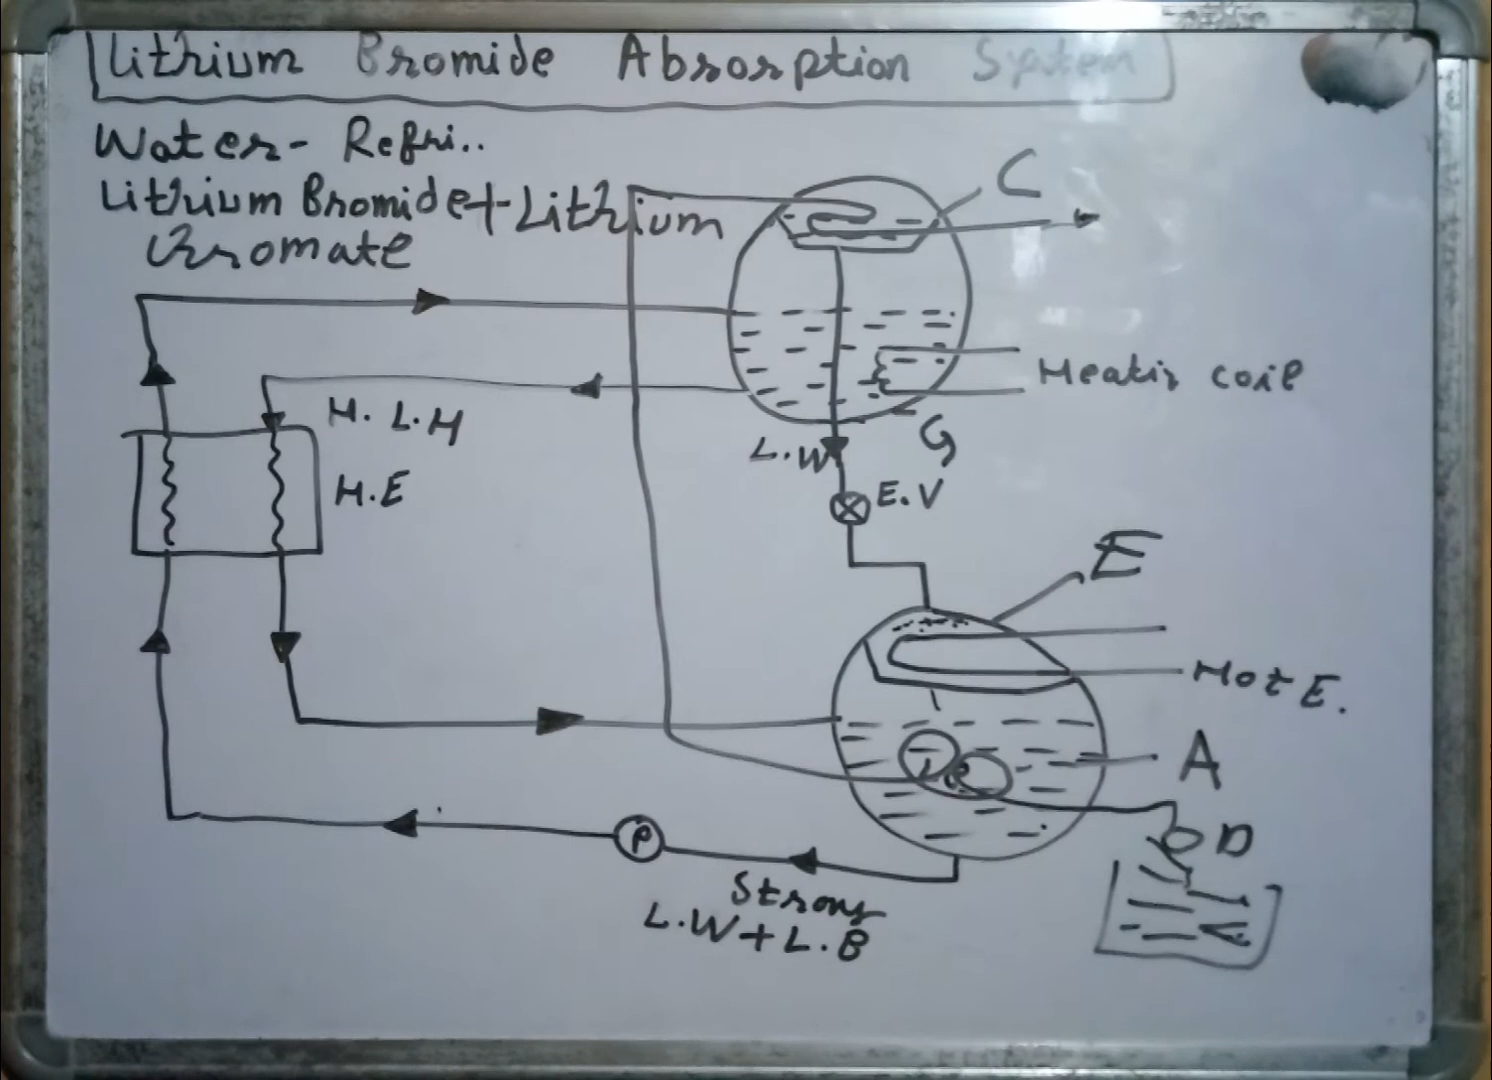 Lithium Bromide Absorption System
Water- Refri..
Lithium Bromide + Lithium
Chromate
C
Heatin coil
H. L. H
G
L.W
H.E
E.V
E
Hot E.
A
P
D
Strong
L.W + L.B